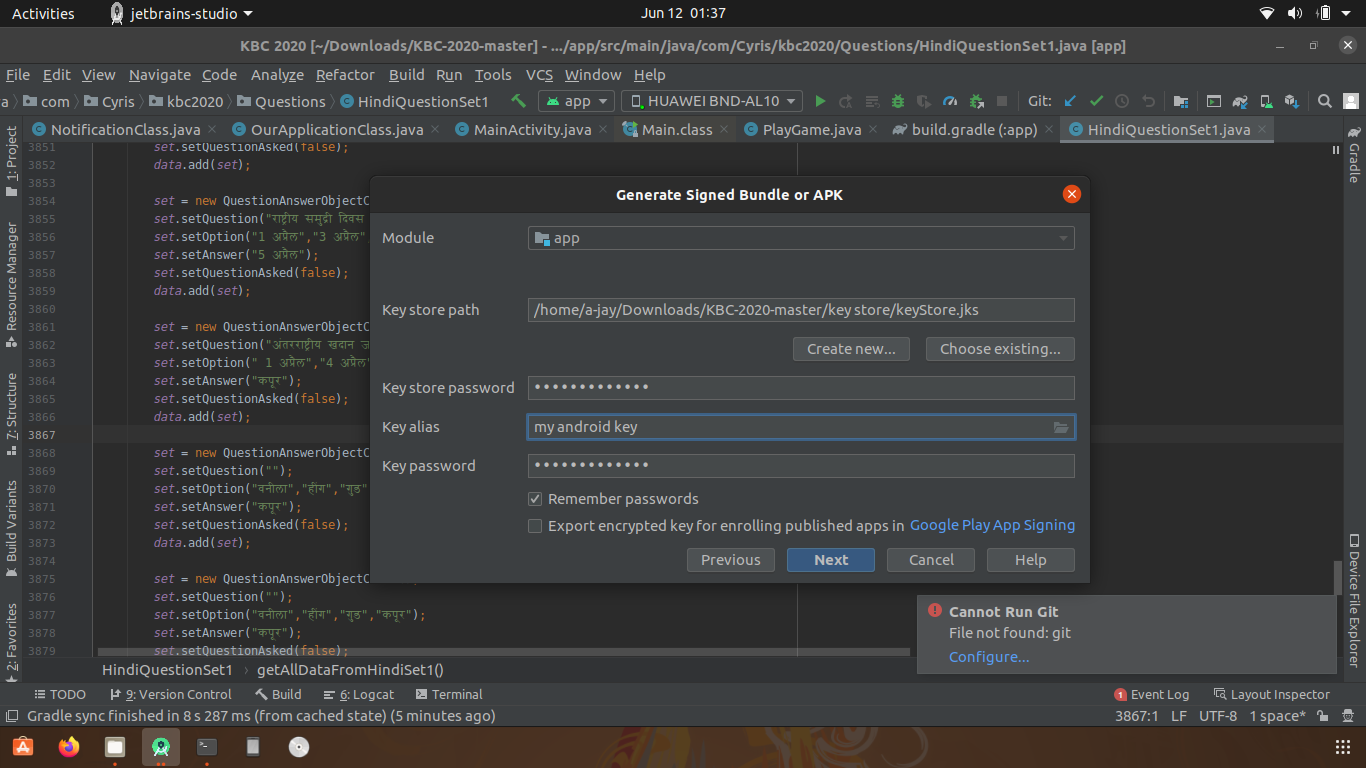 Activities
jetbrains-studio
Jun 12 01:37
KBC 2020 [~/Downloads/KBC-2020-master] - .../app/src/main/java/com/Cyris/kbc2020/Questions/HindiQuestionSet1.java [app]
File Edit View Navigate Code Analyze Refactor Build Run Tools VCS Window Help
a com Cyris kbc2020 Questions HindiQuestionSet1 app HUAWEI BND-AL10 Git:
NotificationClass.java OurApplicationClass.java MainActivity.java Main.class PlayGame.java build.gradle (:app) HindiQuestionSet1.java
1: Project
Resource Manager
7: Structure
Build Variants
2: Favorites
Gradle
Device File Explorer
3851 set.setQuestionAsked(false);
3852 data.add(set);
3853
3854 set = new QuestionAnswerObjectC
3855 set.setQuestion("राष्ट्रीय समुद्री दिवस
3856 set.setOption("1 अप्रैल","3 अप्रैल",
3857 set.setAnswer("5 अप्रैल");
3858 set.setQuestionAsked(false);
3859 data.add(set);
3860
3861 set = new QuestionAnswerObjectC
3862 set.setQuestion("अंतरराष्ट्रीय खदान ज
3863 set.setOption(" 1 अप्रैल","4 अप्रैल"
3864 set.setAnswer("कपूर");
3865 set.setQuestionAsked(false);
3866 data.add(set);
3867
3868 set = new QuestionAnswerObjectC
3869 set.setQuestion("");
3870 set.setOption("वनीला","हींग","गुड"
3871 set.setAnswer("कपूर");
3872 set.setQuestionAsked(false);
3873 data.add(set);
3874
3875 set = new QuestionAnswerObjectC
3876 set.setQuestion("");
3877 set.setOption("वनीला","हींग","गुड","कपूर");
3878 set.setAnswer("कपूर");
3879 set.setQuestionAsked(false);
Generate Signed Bundle or APK
Module app
Key store path /home/a-jay/Downloads/KBC-2020-master/key store/keyStore.jks
Create new... Choose existing...
Key store password •••••••••••••
Key alias my android key
Key password •••••••••••••
Remember passwords
Export encrypted key for enrolling published apps in Google Play App Signing
Previous Next Cancel Help
Cannot Run Git
File not found: git
Configure...
HindiQuestionSet1 › getAllDataFromHindiSet1()
TODO 9: Version Control Build 6: Logcat Terminal 1 Event Log Layout Inspector
Gradle sync finished in 8 s 287 ms (from cached state) (5 minutes ago) 3867:1 LF UTF-8 1 space*